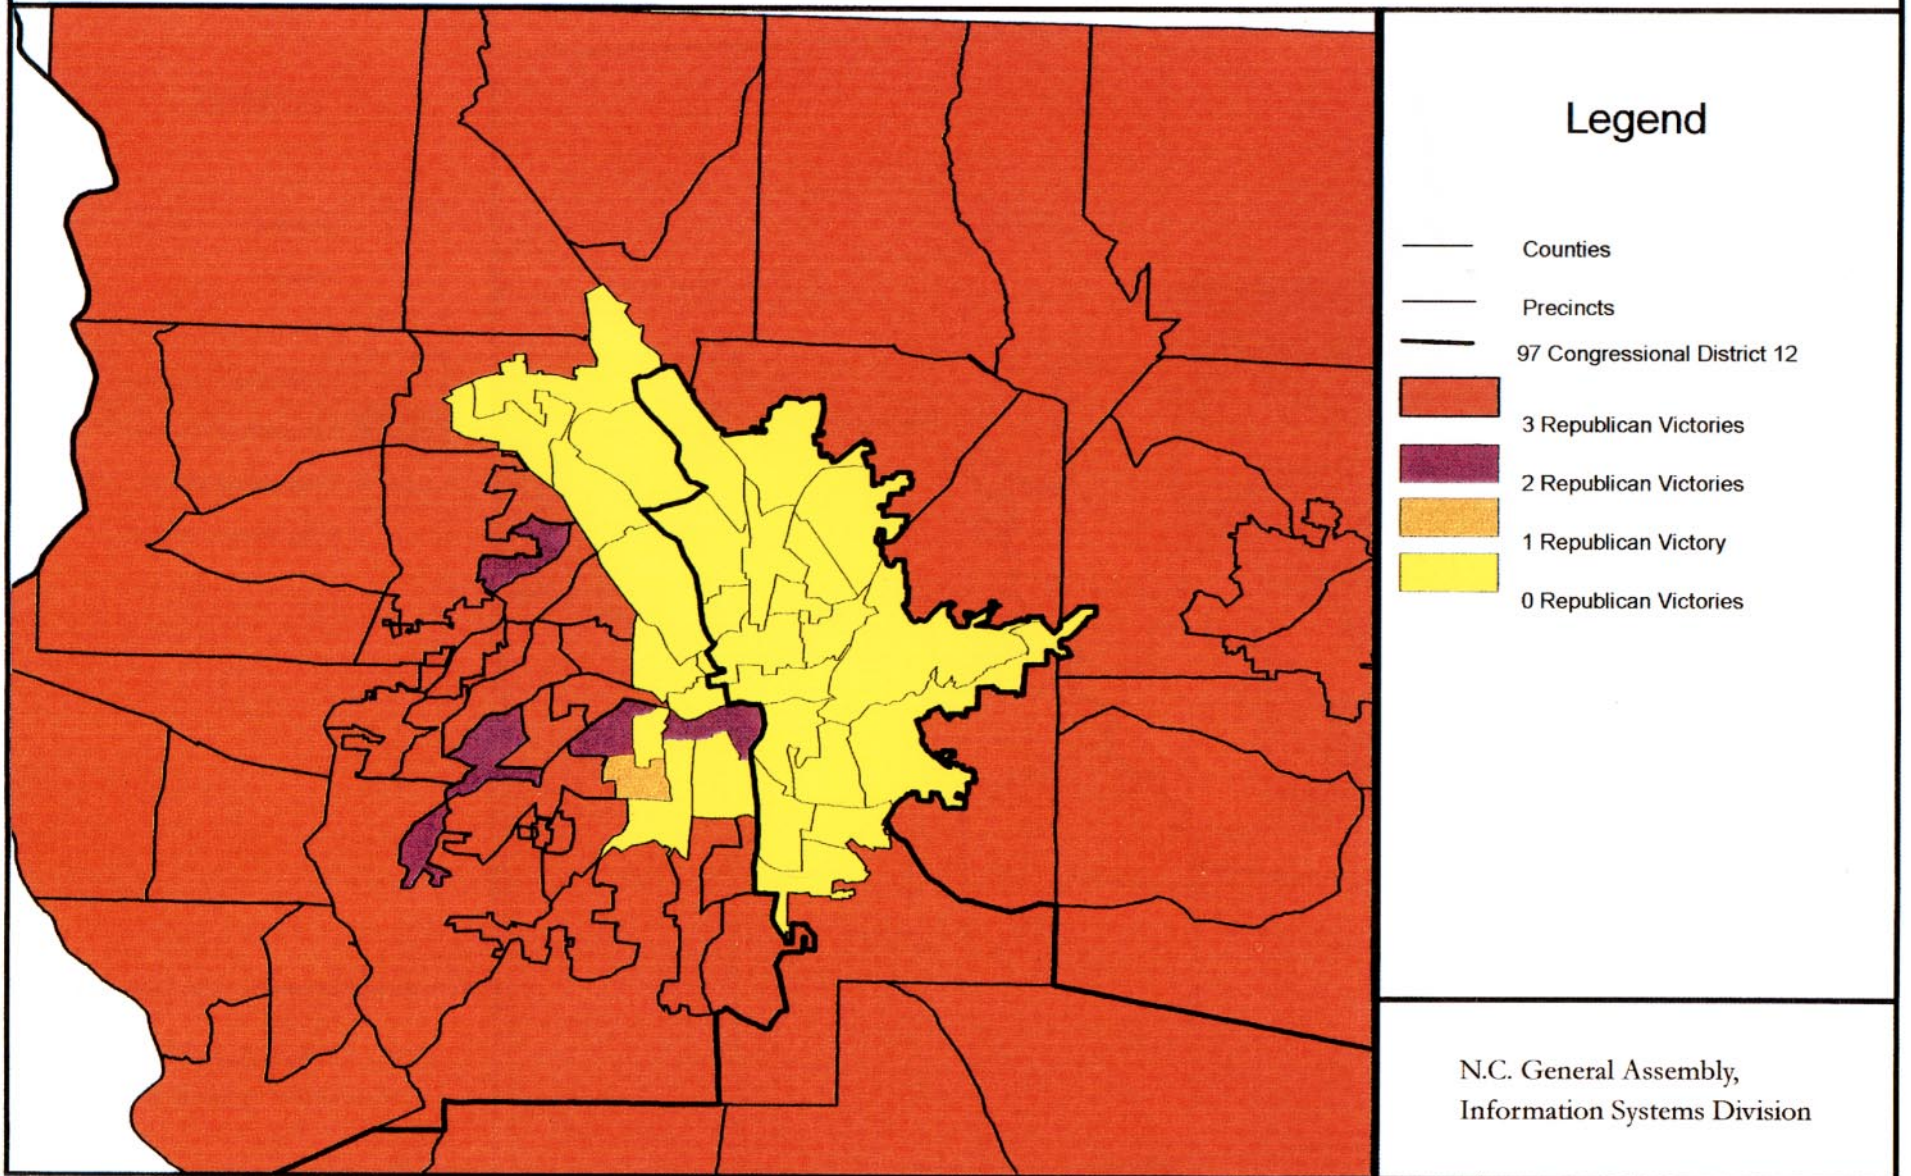 Legend
Counties
Precincts
97 Congressional District 12
3 Republican Victories
2 Republican Victories
1 Republican Victory
0 Republican Victories
N.C. General Assembly,
Information Systems Division